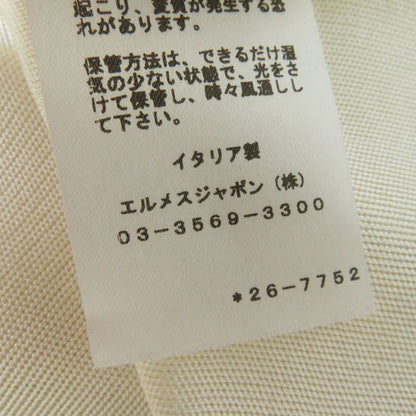 起こり、変質が発生する恐
れがあります。
保管方法は、できるだけ湿
気の少ない状態で、光をさ
けて保管し、時々風通しし
て下さい。
イタリア製
エルメスジャポン（株）
03-3569-3300
*26-7752